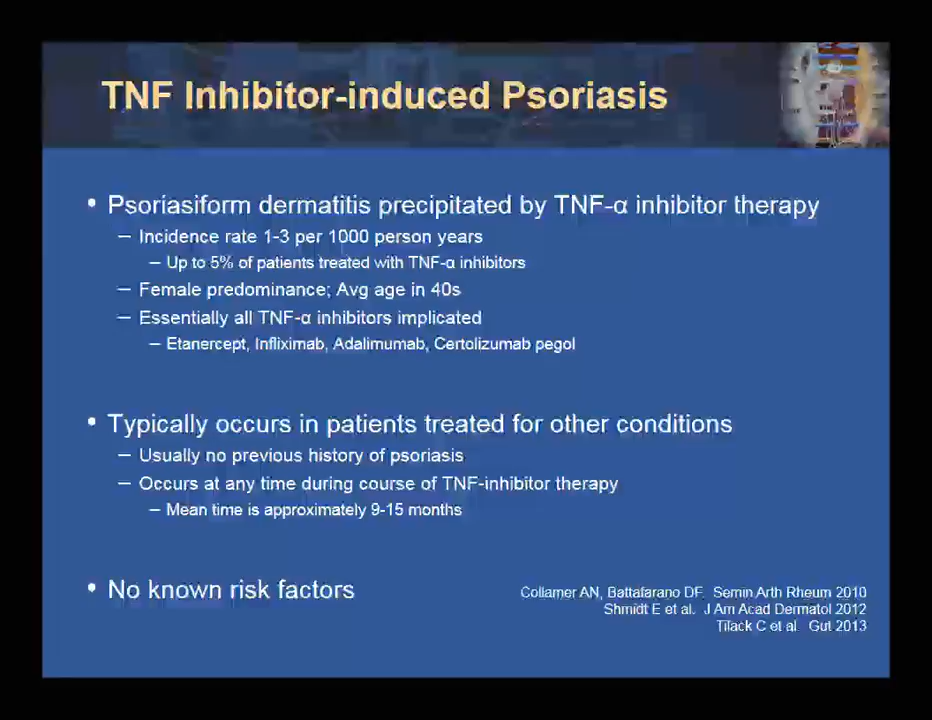 TNF Inhibitor-induced Psoriasis
• Psoriasiform dermatitis precipitated by TNF-α inhibitor therapy
– Incidence rate 1-3 per 1000 person years
– Up to 5% of patients treated with TNF-α inhibitors
– Female predominance; Avg age in 40s
– Essentially all TNF-α inhibitors implicated
– Etanercept, Infliximab, Adalimumab, Certolizumab pegol
• Typically occurs in patients treated for other conditions
– Usually no previous history of psoriasis
– Occurs at any time during course of TNF-inhibitor therapy
– Mean time is approximately 9-15 months
• No known risk factors
Collamer AN, Battafarano DF. Semin Arth Rheum 2010
Shmidt E et al. J Am Acad Dermatol 2012
Tilack C et al. Gut 2013